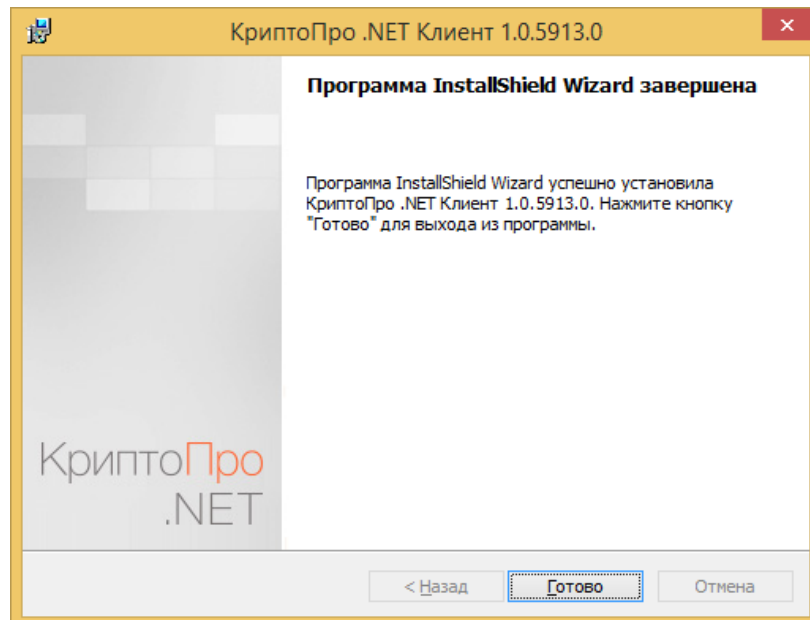 КриптоПро .NET Клиент 1.0.5913.0
Программа InstallShield Wizard завершена
Программа InstallShield Wizard успешно установила
КриптоПро .NET Клиент 1.0.5913.0. Нажмите кнопку
"Готово" для выхода из программы.
КриптоПро
.NET
< Назад
Готово
Отмена